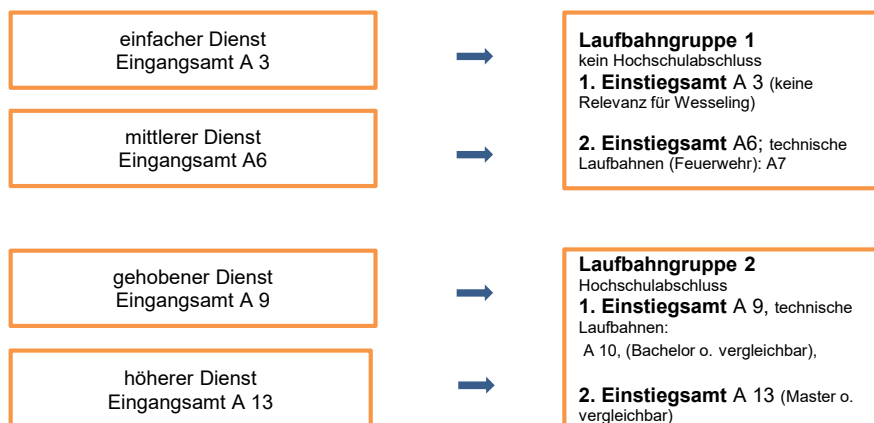 einfacher Dienst
Eingangsamt A 3
mittlerer Dienst
Eingangsamt A6
Laufbahngruppe 1
kein Hochschulabschluss
1. Einstiegsamt A 3 (keine
Relevanz für Wesseling)
2. Einstiegsamt A6; technische
Laufbahnen (Feuerwehr): A7
gehobener Dienst
Eingangsamt A 9
höherer Dienst
Eingangsamt A 13
Laufbahngruppe 2
Hochschulabschluss
1. Einstiegsamt A 9, technische
Laufbahnen:
A 10, (Bachelor o. vergleichbar),
2. Einstiegsamt A 13 (Master o.
vergleichbar)